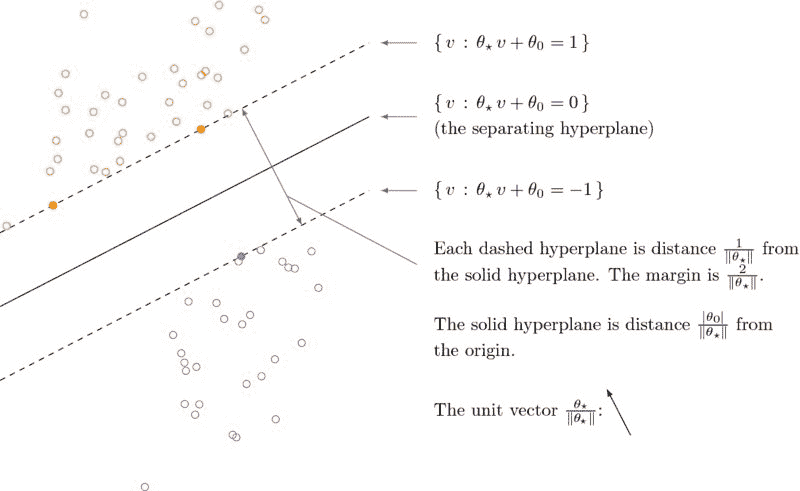 { v : θ⋆ v + θ0 = 1 }
{ v : θ⋆ v + θ0 = 0 }
(the separating hyperplane)
{ v : θ⋆ v + θ0 = −1 }
Each dashed hyperplane is distance 1/‖θ⋆‖ from
the solid hyperplane. The margin is 2/‖θ⋆‖.
The solid hyperplane is distance |θ0|/‖θ⋆‖ from
the origin.
The unit vector θ⋆/‖θ⋆‖: